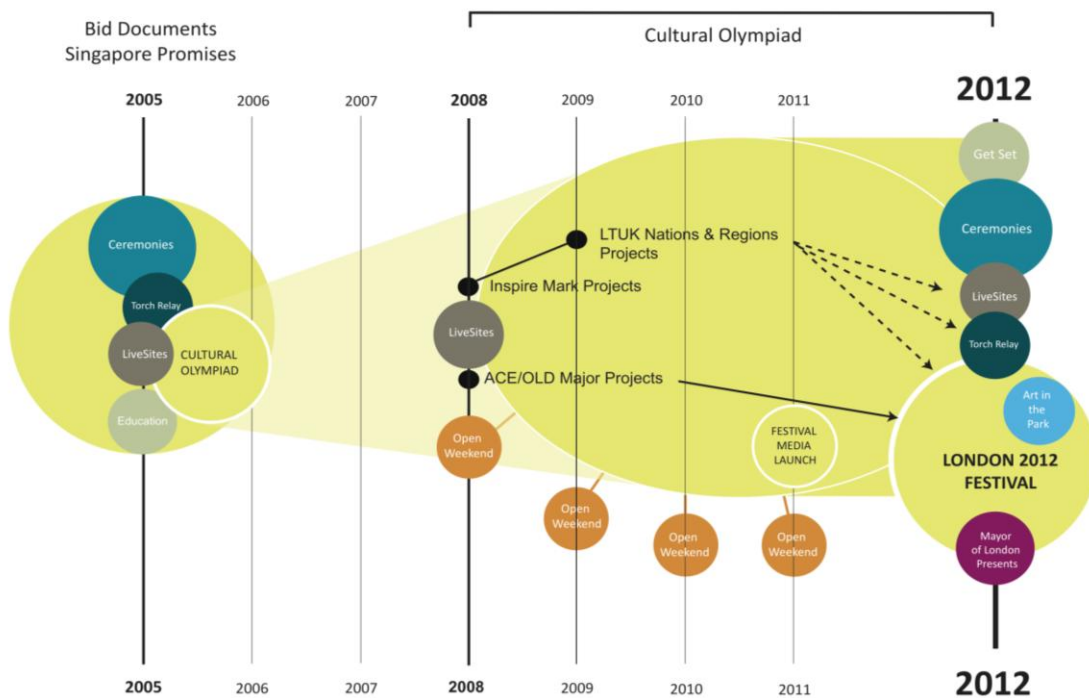 Bid Documents
Singapore Promises
Cultural Olympiad
2005
2006
2007
2008
2009
2010
2011
2012
Ceremonies
Torch Relay
LiveSites
CULTURAL
OLYMPIAD
Education
LTUK Nations & Regions
Projects
Inspire Mark Projects
LiveSites
ACE/OLD Major Projects
Open
Weekend
Open
Weekend
Open
Weekend
Open
Weekend
FESTIVAL
MEDIA
LAUNCH
Get Set
Ceremonies
LiveSites
Torch Relay
Art in
the
Park
LONDON 2012
FESTIVAL
Mayor
of London
Presents
2005
2006
2007
2008
2009
2010
2011
2012